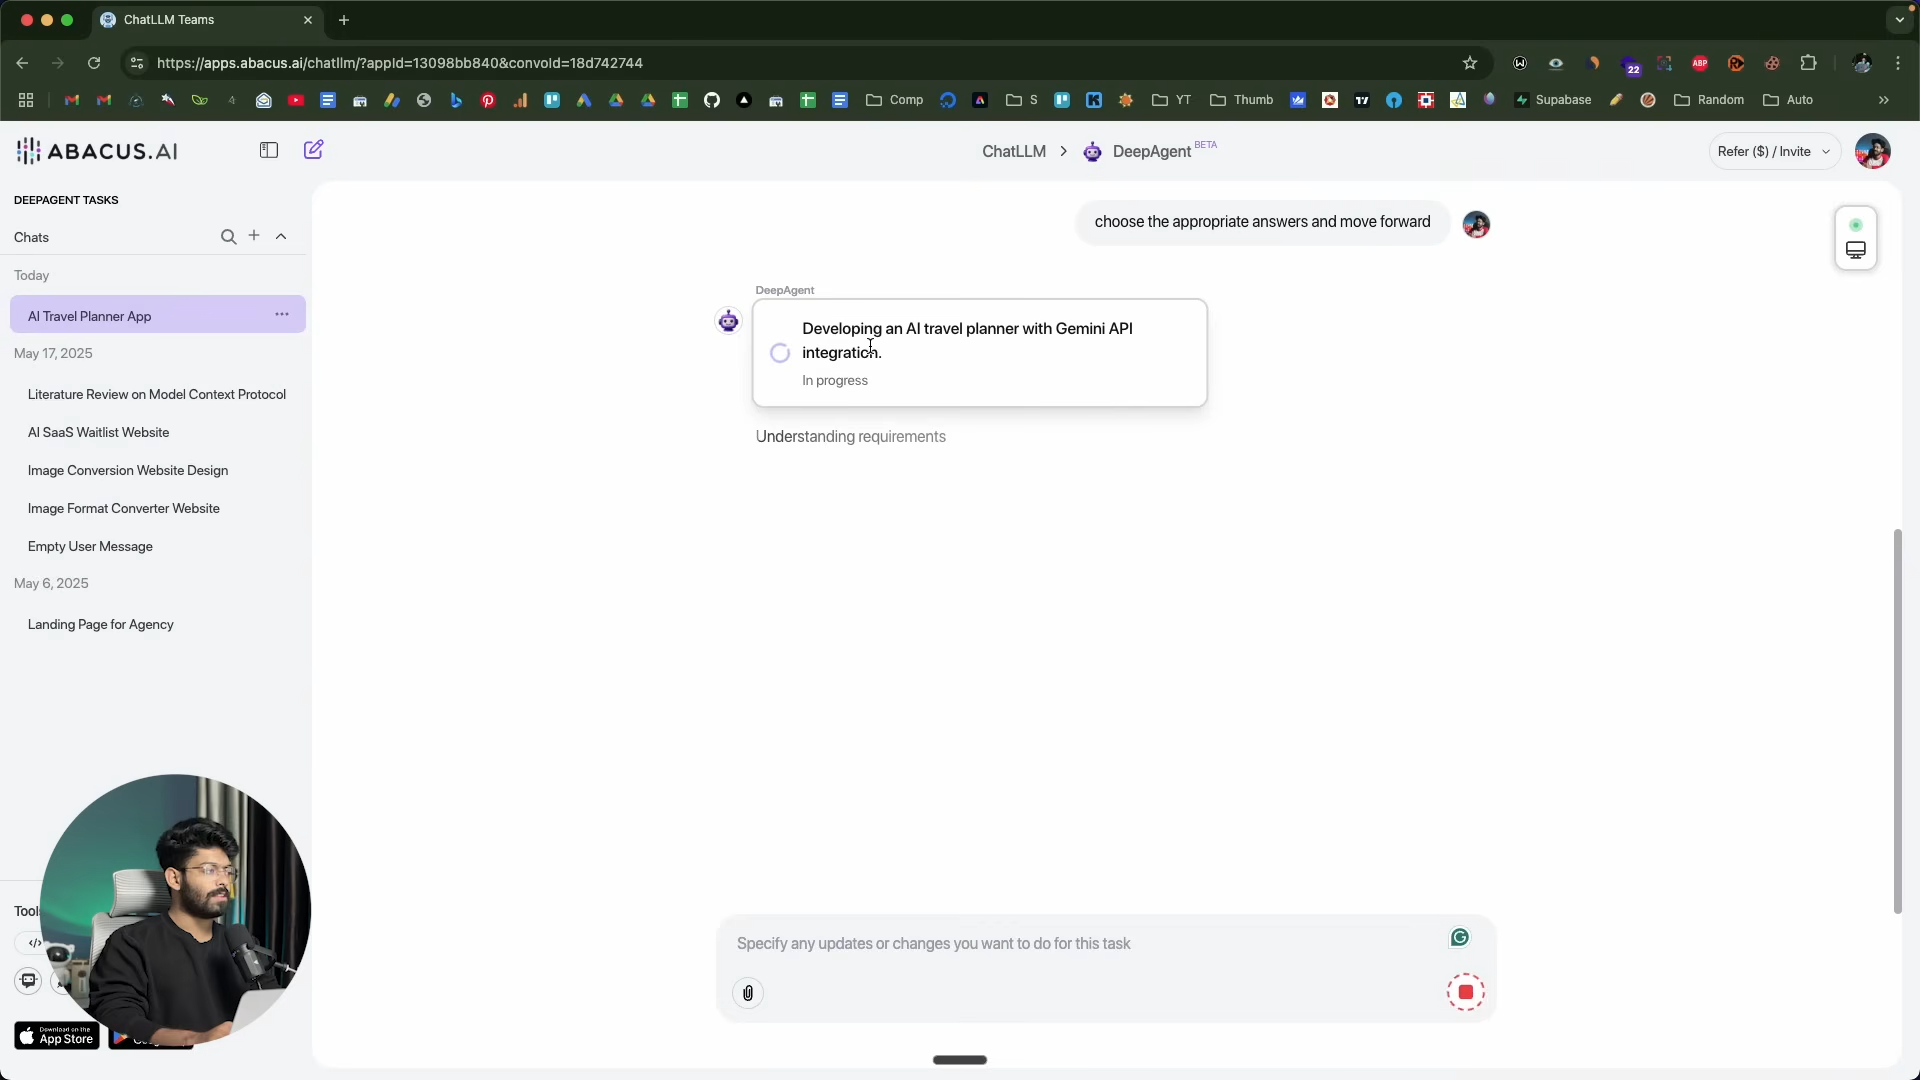 ChatLLM Teams
https://apps.abacus.ai/chatllm/?appId=13098bb840&convoId=18d742744
22
ABP
Comp
S
YT
Thumb
Supabase
Random
Auto
ABACUS.AI
ChatLLM > DeepAgent BETA
Refer ($) / Invite
DEEPAGENT TASKS
Chats
Today
AI Travel Planner App
May 17, 2025
Literature Review on Model Context Protocol
AI SaaS Waitlist Website
Image Conversion Website Design
Image Format Converter Website
Empty User Message
May 6, 2025
Landing Page for Agency
choose the appropriate answers and move forward
DeepAgent
Developing an AI travel planner with Gemini API
integration.
In progress
Understanding requirements
Specify any updates or changes you want to do for this task
Download on the
App Store